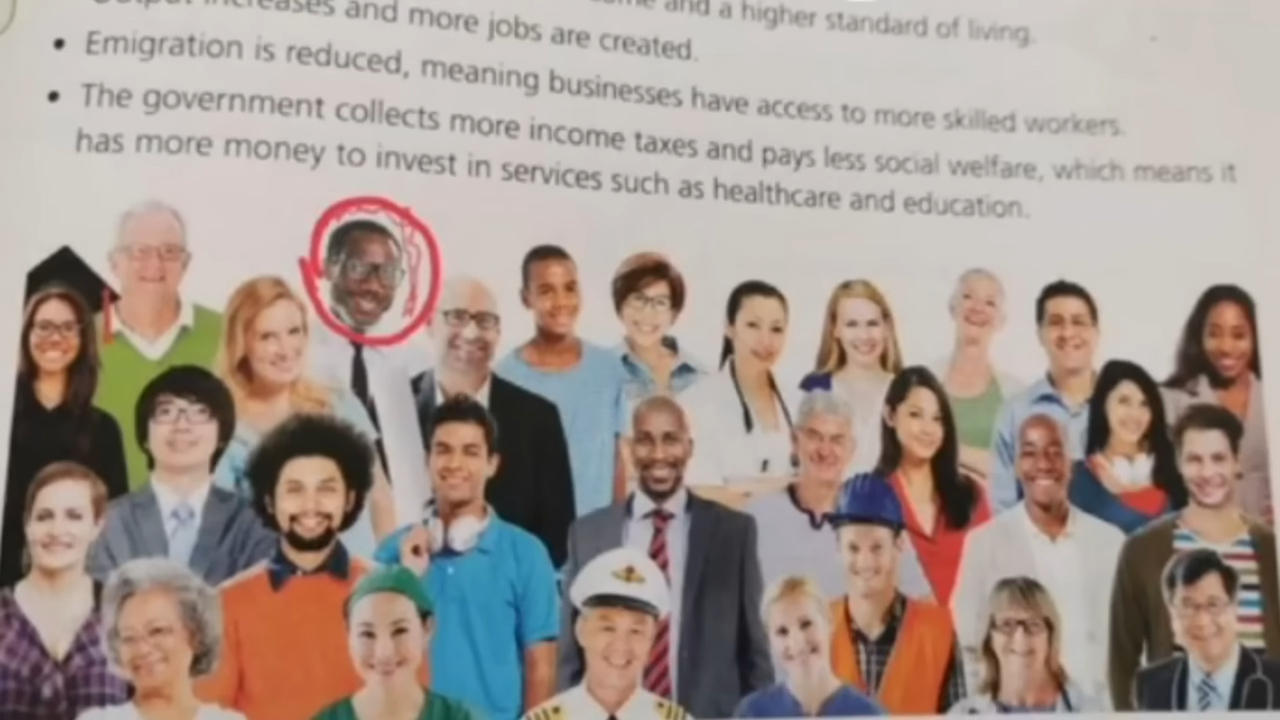 and a higher standard of living.
increases and more jobs are created.
• Emigration is reduced, meaning businesses have access to more skilled workers.
• The government collects more income taxes and pays less social welfare, which means it
has more money to invest in services such as healthcare and education.